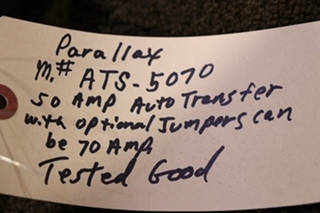 Parallax
M.# ATS-5070
50 AMP Auto Transfer
with optional Jumpers can
be 70 Amp,
Tested Good